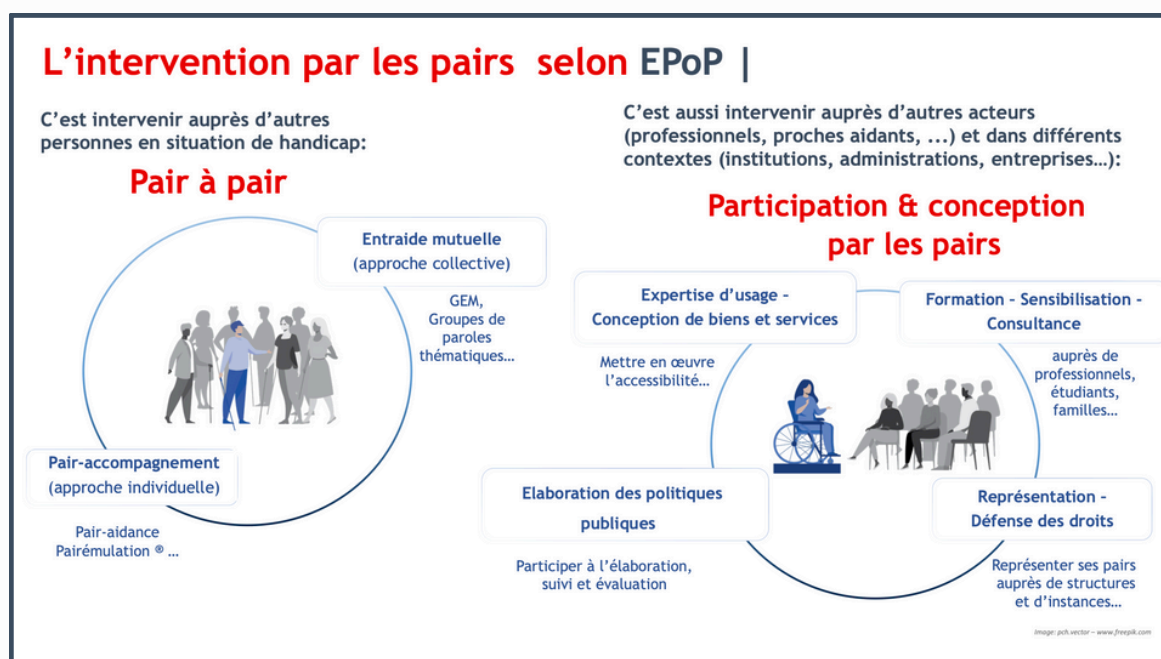 L'intervention par les pairs selon EPoP |
C'est intervenir auprès d'autres
personnes en situation de handicap:
Pair à pair
Entraide mutuelle
(approche collective)
GEM,
Groupes de
paroles
thématiques…
Pair-accompagnement
(approche individuelle)
Pair-aidance
Pairémulation ® …
C'est aussi intervenir auprès d'autres acteurs
(professionnels, proches aidants, ...) et dans différents
contextes (institutions, administrations, entreprises…):
Participation & conception
par les pairs
Expertise d'usage –
Conception de biens et services
Mettre en œuvre
l'accessibilité…
Formation – Sensibilisation -
Consultance
auprès de
professionnels,
étudiants,
familles…
Elaboration des politiques
publiques
Participer à l'élaboration,
suivi et évaluation
Représentation –
Défense des droits
Représenter ses pairs
auprès de structures
et d'instances…
Image: pch.vector – www.freepik.com